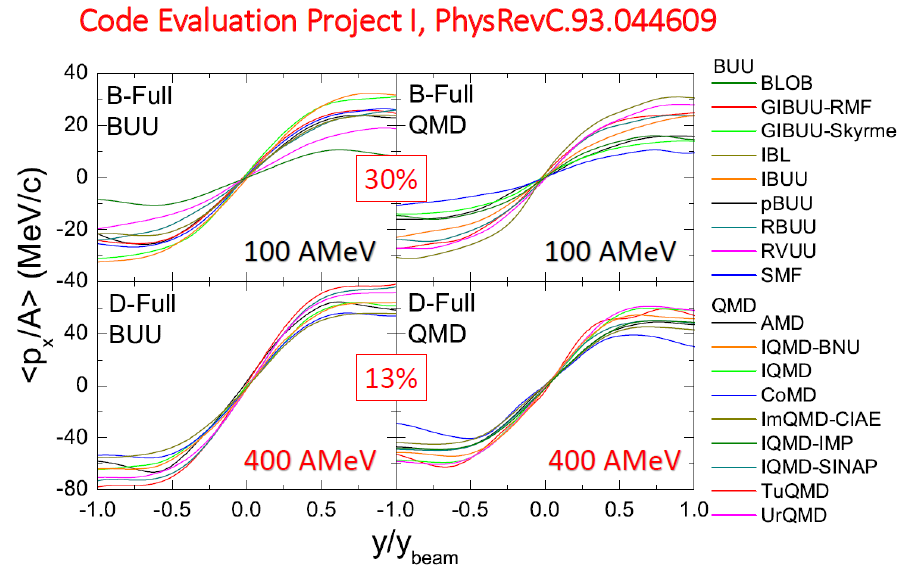 Code Evaluation Project I, PhysRevC.93.044609
B-Full
BUU
100 AMeV
B-Full
QMD
100 AMeV
30%
D-Full
BUU
400 AMeV
D-Full
QMD
400 AMeV
13%
<p_x/A> (MeV/c)
40
20
0
-20
-40
40
0
-40
-80
-1.0 -0.5 0.0 0.5 -1.0 -0.5 0.0 0.5 1.0
y/y_beam
BUU
BLOB
GIBUU-RMF
GIBUU-Skyrme
IBL
IBUU
pBUU
RBUU
RVUU
SMF
QMD
AMD
IQMD-BNU
IQMD
CoMD
ImQMD-CIAE
IQMD-IMP
IQMD-SINAP
TuQMD
UrQMD